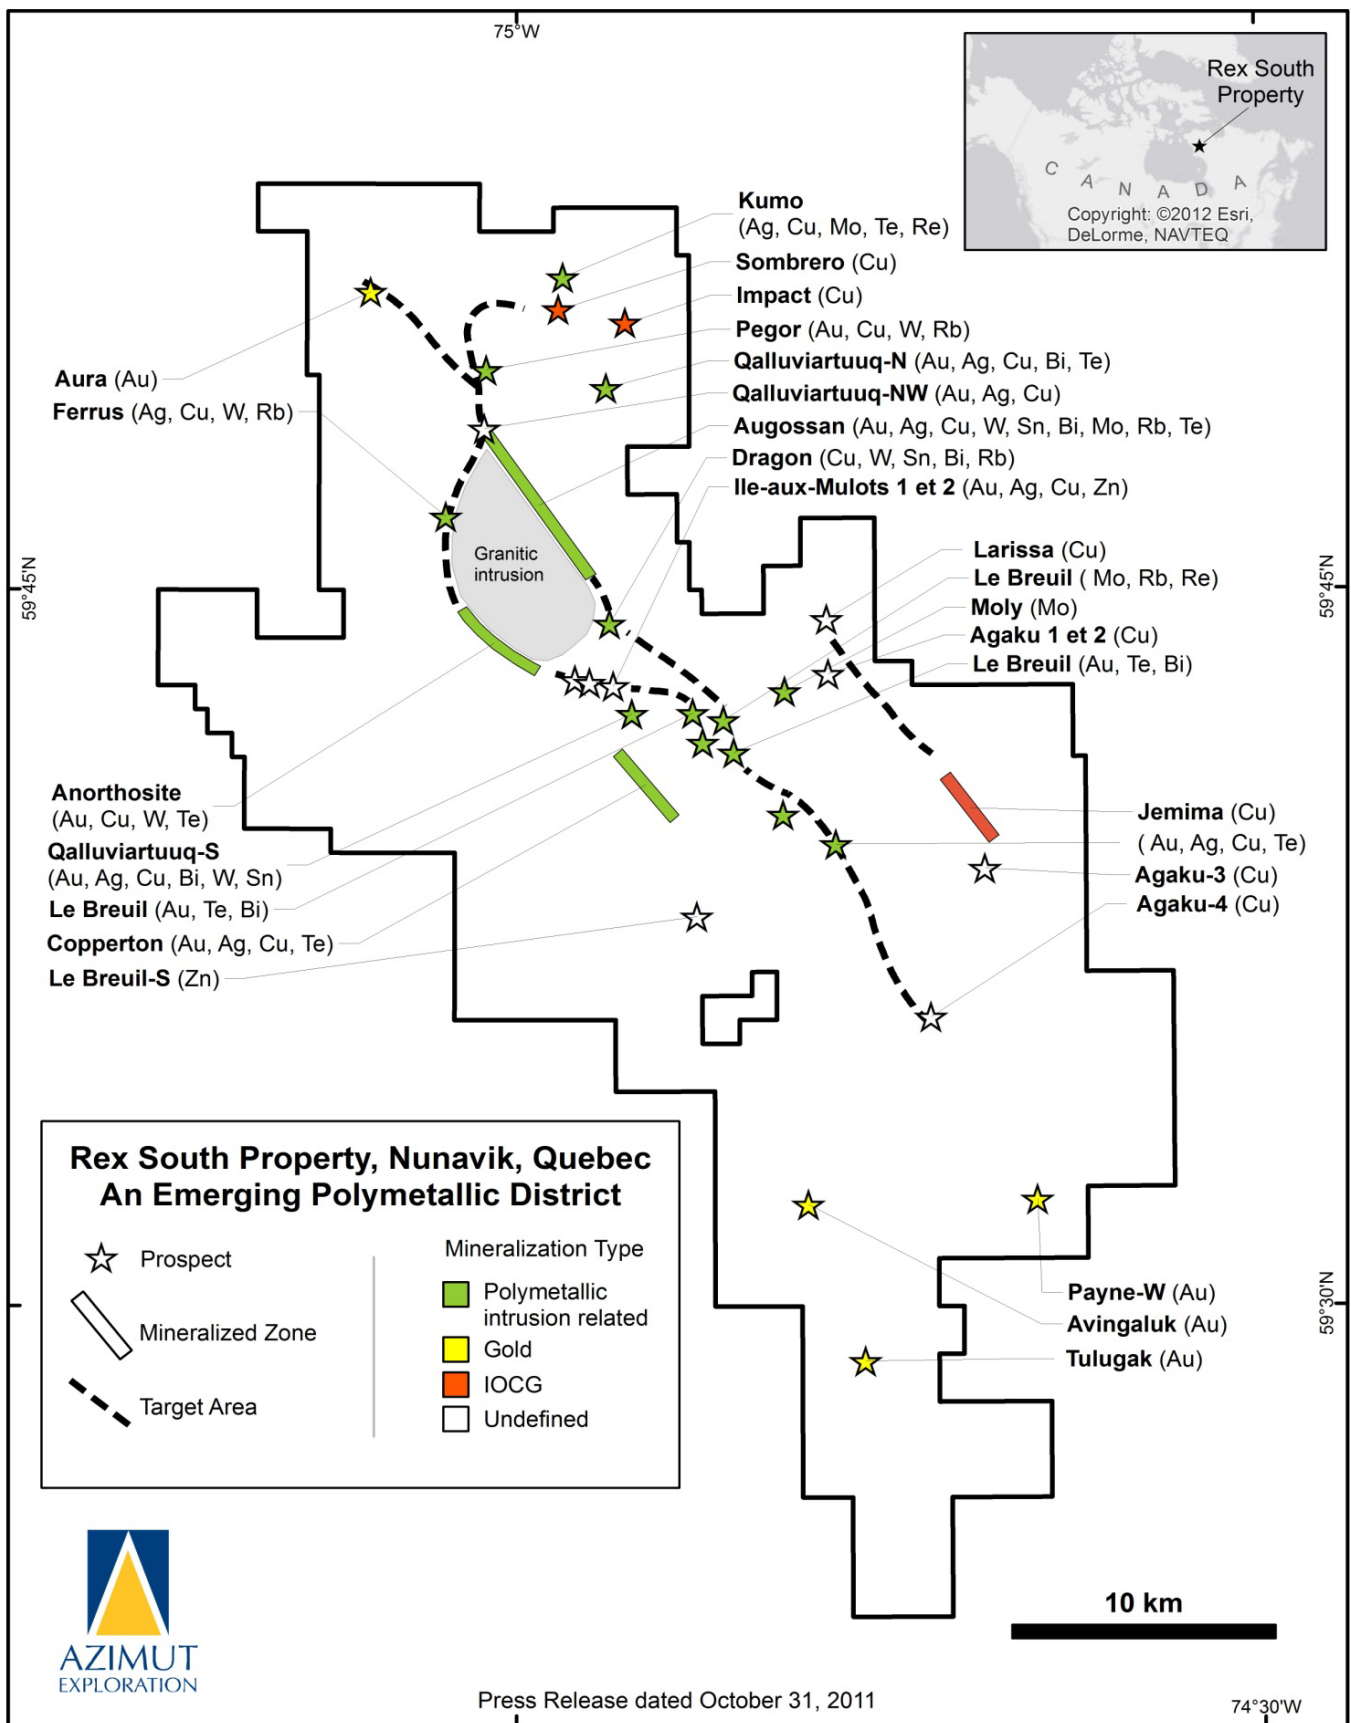 75°W
Rex South
Property
CANADA
Copyright: ©2012 Esri,
DeLorme, NAVTEQ
Kumo
(Ag, Cu, Mo, Te, Re)
Sombrero (Cu)
Impact (Cu)
Pegor (Au, Cu, W, Rb)
Qalluviartuuq-N (Au, Ag, Cu, Bi, Te)
Qalluviartuuq-NW (Au, Ag, Cu)
Augossan (Au, Ag, Cu, W, Sn, Bi, Mo, Rb, Te)
Dragon (Cu, W, Sn, Bi, Rb)
Ile-aux-Mulots 1 et 2 (Au, Ag, Cu, Zn)
Aura (Au)
Ferrus (Ag, Cu, W, Rb)
Granitic
intrusion
59°45'N
59°45'N
Larissa (Cu)
Le Breuil ( Mo, Rb, Re)
Moly (Mo)
Agaku 1 et 2 (Cu)
Le Breuil (Au, Te, Bi)
Anorthosite
(Au, Cu, W, Te)
Qalluviartuuq-S
(Au, Ag, Cu, Bi, W, Sn)
Le Breuil (Au, Te, Bi)
Copperton (Au, Ag, Cu, Te)
Le Breuil-S (Zn)
Jemima (Cu)
( Au, Ag, Cu, Te)
Agaku-3 (Cu)
Agaku-4 (Cu)
Rex South Property, Nunavik, Quebec
An Emerging Polymetallic District
Prospect
Mineralized Zone
Target Area
Mineralization Type
Polymetallic
intrusion related
Gold
IOCG
Undefined
Payne-W (Au)
Avingaluk (Au)
Tulugak (Au)
59°30'N
10 km
AZIMUT
EXPLORATION
Press Release dated October 31, 2011
74°30'W